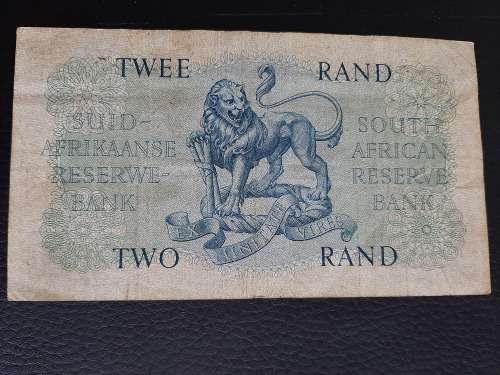 TWEE RAND
SUID-
AFRIKAANSE
RESERWE-
BANK
SOUTH
AFRICAN
RESERVE
BANK
EX UNITATE VIRES
TWO RAND